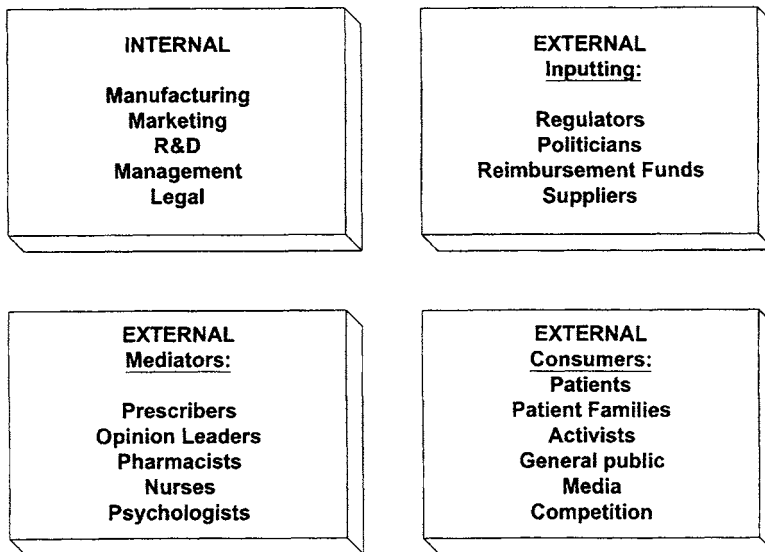 INTERNAL
Manufacturing
Marketing
R&D
Management
Legal
EXTERNAL
Inputting:
Regulators
Politicians
Reimbursement Funds
Suppliers
EXTERNAL
Mediators:
Prescribers
Opinion Leaders
Pharmacists
Nurses
Psychologists
EXTERNAL
Consumers:
Patients
Patient Families
Activists
General public
Media
Competition